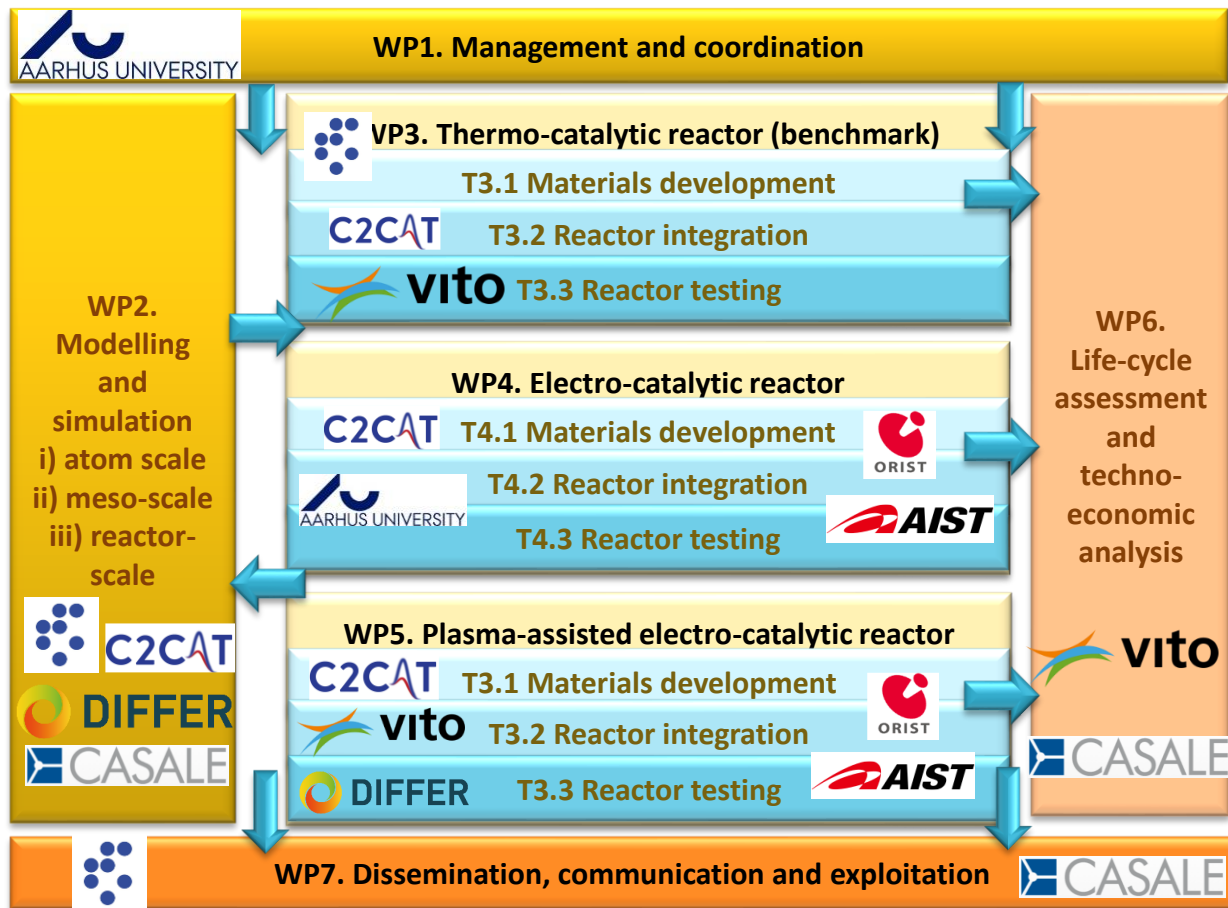 AARHUS UNIVERSITY
WP1. Management and coordination
WP2.
Modelling
and
simulation
i) atom scale
ii) meso-scale
iii) reactor-
scale
C2CAT
DIFFER
CASALE
WP3. Thermo-catalytic reactor (benchmark)
T3.1 Materials development
C2CAT T3.2 Reactor integration
vito T3.3 Reactor testing
WP4. Electro-catalytic reactor
C2CAT T4.1 Materials development
ORIST
T4.2 Reactor integration
AARHUS UNIVERSITY
AIST
T4.3 Reactor testing
WP5. Plasma-assisted electro-catalytic reactor
C2CAT T3.1 Materials development
ORIST
vito T3.2 Reactor integration
DIFFER T3.3 Reactor testing AIST
WP6.
Life-cycle
assessment
and
techno-
economic
analysis
vito
CASALE
WP7. Dissemination, communication and exploitation
CASALE